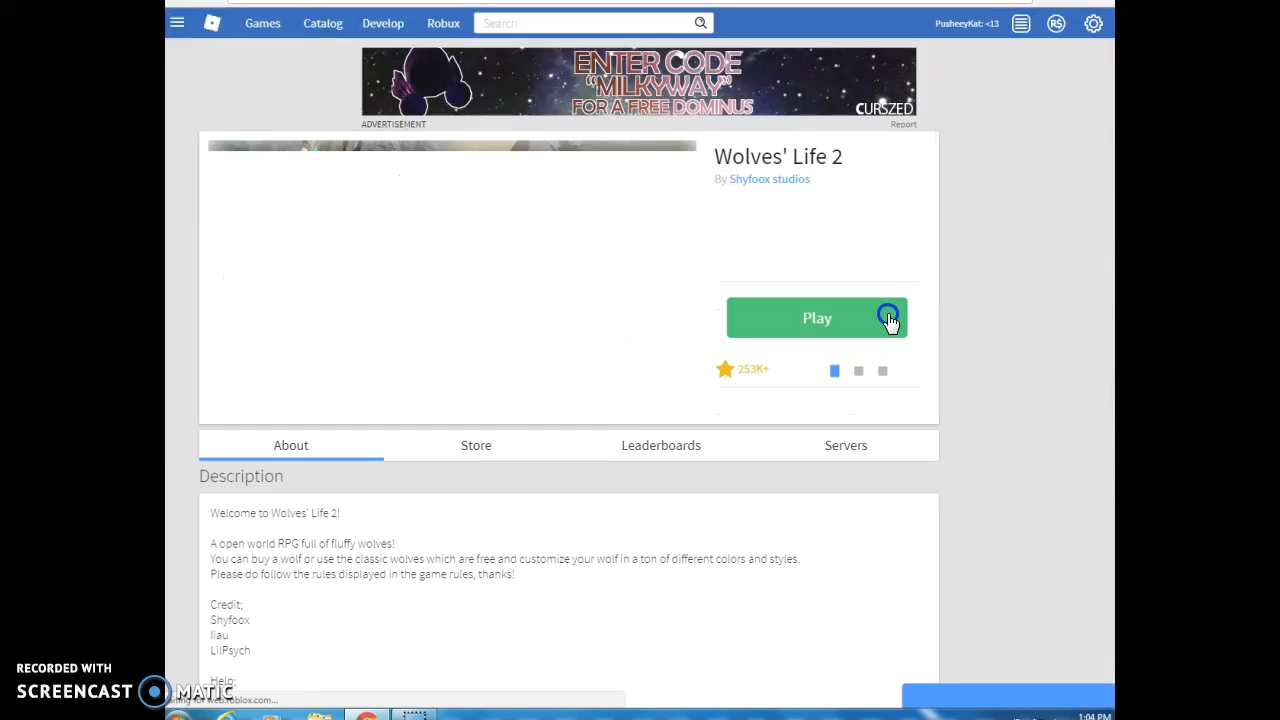 Games Catalog Develop Robux Search PusheeyKat: <13 R$
ENTER CODE
"MILKYWAY"
FOR A FREE DOMINUS
CURSZED
ADVERTISEMENT Report
Wolves' Life 2
By Shyfoox studios
Play
253K+
About Store Leaderboards Servers
Description
Welcome to Wolves' Life 2!
A open world RPG full of fluffy wolves!
You can buy a wolf or use the classic wolves which are free and customize your wolf in a ton of different colors and styles.
Please do follow the rules displayed in the game rules, thanks!
Credit;
Shyfoox
liau
LilPsych
Help;
RECORDED WITH
SCREENCAST MATIC
for web.roblox.com...
1:04 PM